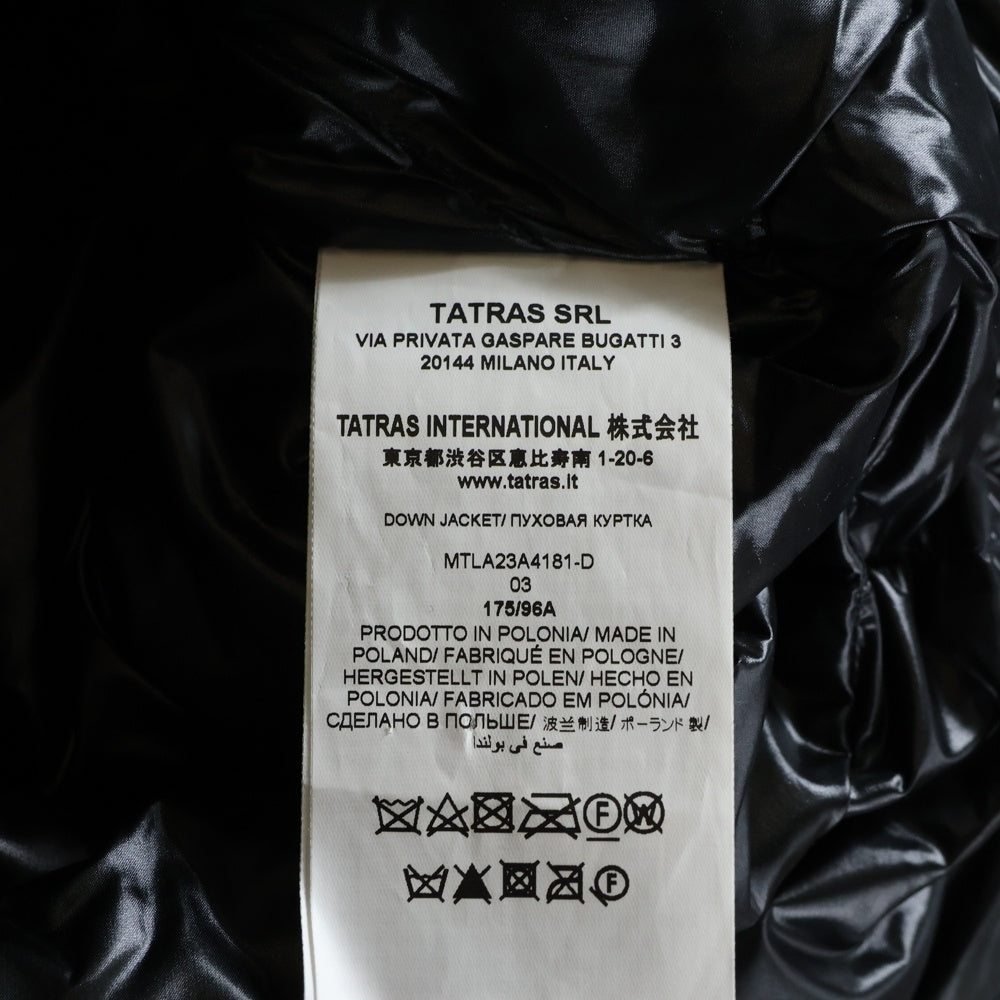 TATRAS SRL
VIA PRIVATA GASPARE BUGATTI 3
20144 MILANO ITALY
TATRAS INTERNATIONAL 株式会社
東京都渋谷区恵比寿南 1-20-6
www.tatras.it
DOWN JACKET/ ПУХОВАЯ КУРТКА
MTLA23A4181-D
03
175/96A
PRODOTTO IN POLONIA/ MADE IN
POLAND/ FABRIQUÉ EN POLOGNE/
HERGESTELLT IN POLEN/ HECHO EN
POLONIA/ FABRICADO EM POLÓNIA/
СДЕЛАНО В ПОЛЬШЕ/ 波兰制造/ ポーランド製/
صنع في بولندا
F W
F